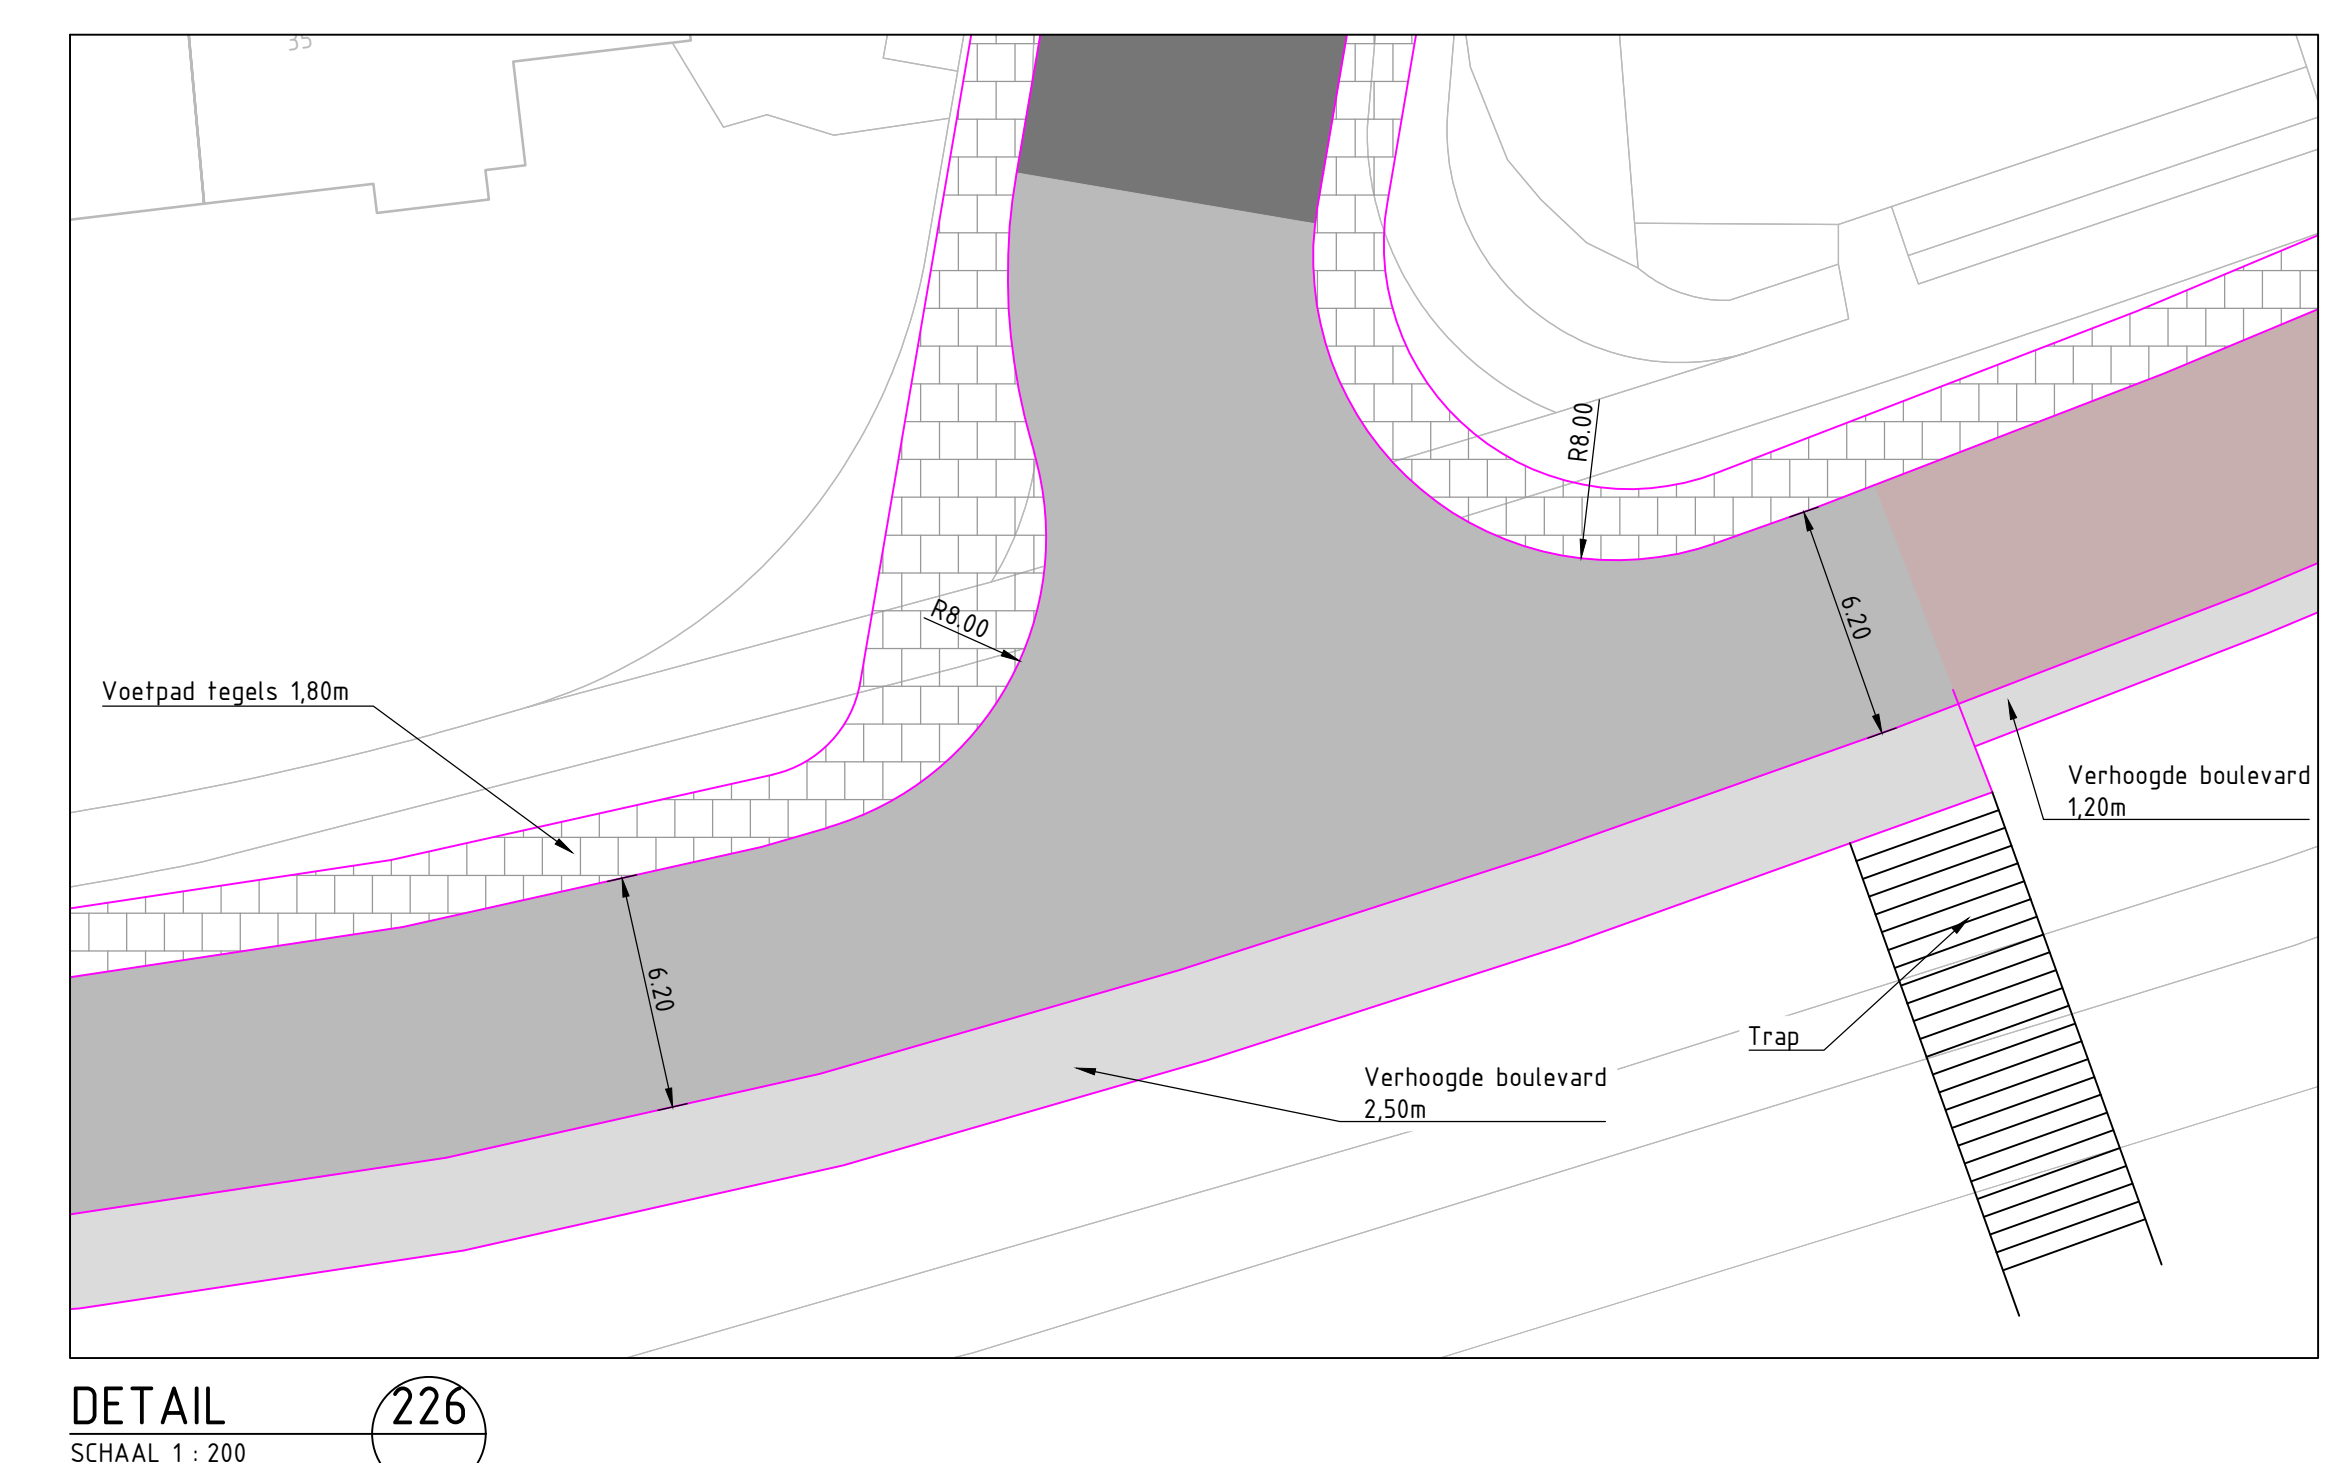 35
R8.00
6.20
R8.00
Voetpad tegels 1,80m
Verhoogde boulevard
1,20m
6.20
Trap
Verhoogde boulevard
2,50m
DETAIL
226
SCHAAL 1 : 200